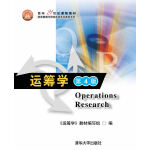 运筹学
第4版
Operations
Research
《运筹学》教材编写组 编
清华大学出版社